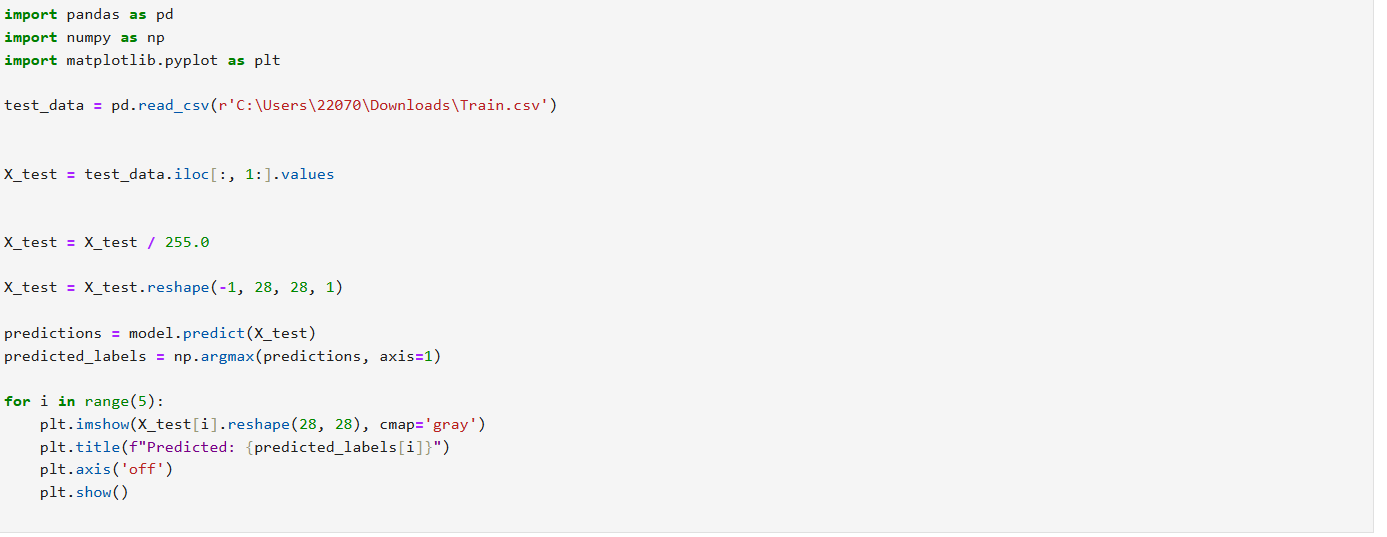 import pandas as pd
import numpy as np
import matplotlib.pyplot as plt
test_data = pd.read_csv(r'C:\Users\22070\Downloads\Train.csv')
X_test = test_data.iloc[:, 1:].values
X_test = X_test / 255.0
X_test = X_test.reshape(-1, 28, 28, 1)
predictions = model.predict(X_test)
predicted_labels = np.argmax(predictions, axis=1)
for i in range(5):
    plt.imshow(X_test[i].reshape(28, 28), cmap='gray')
    plt.title(f"Predicted: {predicted_labels[i]}")
    plt.axis('off')
    plt.show()